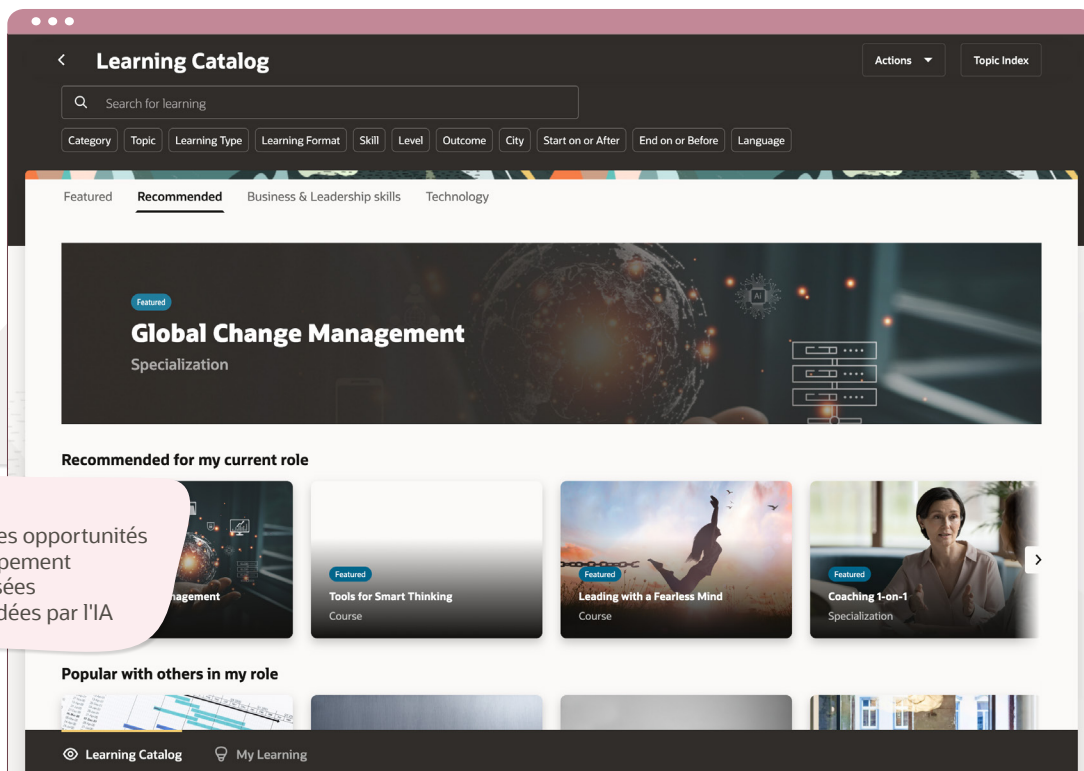 Learning Catalog
Actions
Topic Index
Search for learning
Category
Topic
Learning Type
Learning Format
Skill
Level
Outcome
City
Start on or After
End on or Before
Language
Featured
Recommended
Business & Leadership skills
Technology
AI
Featured
Global Change Management
Specialization
Recommended for my current role
es opportunités
pement
sées
dées par l'IA
nagement
Featured
Tools for Smart Thinking
Course
Featured
Leading with a Fearless Mind
Course
Featured
Coaching 1-on-1
Specialization
Popular with others in my role
Learning Catalog
My Learning